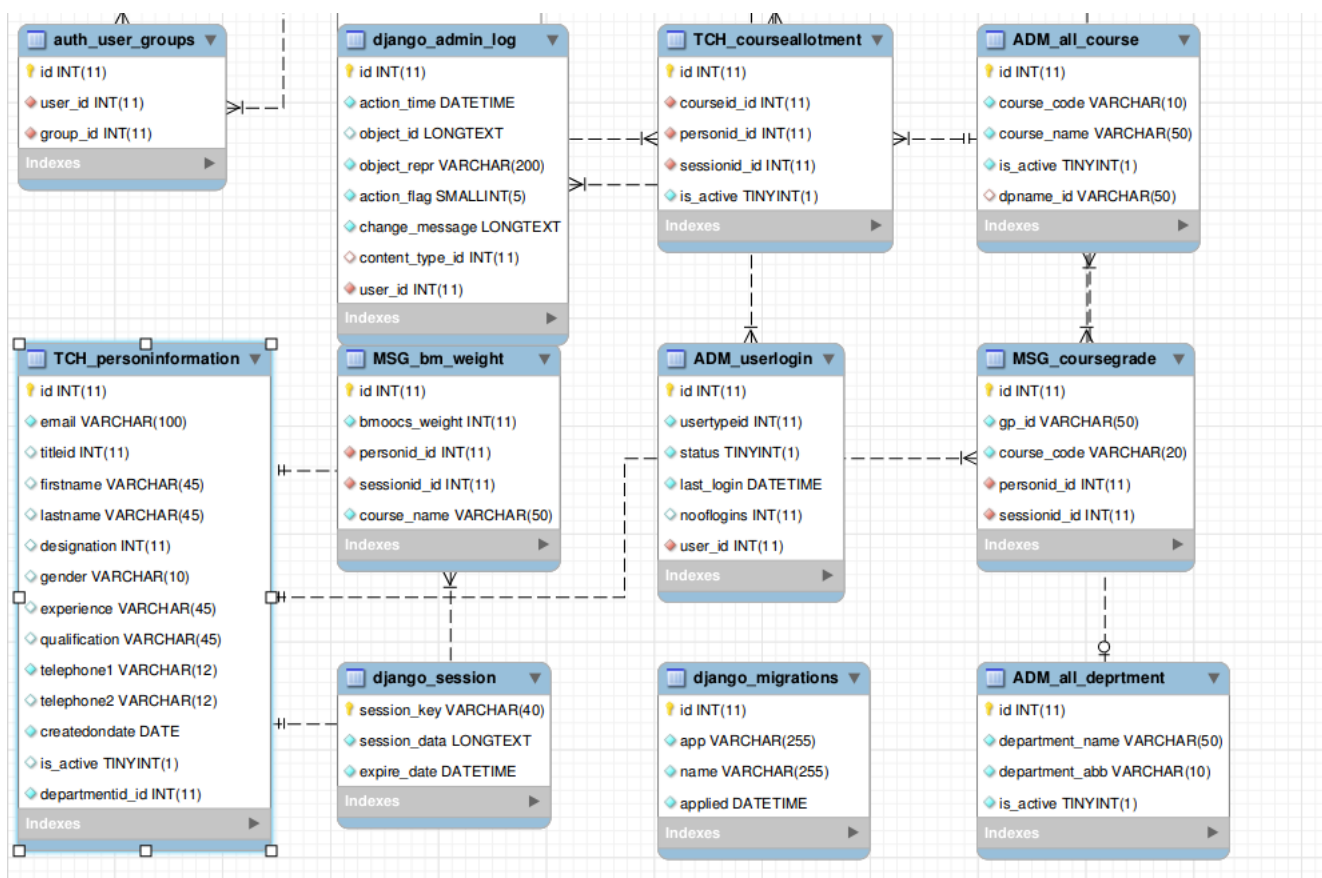 auth_user_groups
id INT(11)
user_id INT(11)
group_id INT(11)
Indexes
django_admin_log
id INT(11)
action_time DATETIME
object_id LONGTEXT
object_repr VARCHAR(200)
action_flag SMALLINT(5)
change_message LONGTEXT
content_type_id INT(11)
user_id INT(11)
Indexes
TCH_courseallotment
id INT(11)
courseid_id INT(11)
personid_id INT(11)
sessionid_id INT(11)
is_active TINYINT(1)
Indexes
ADM_all_course
id INT(11)
course_code VARCHAR(10)
course_name VARCHAR(50)
is_active TINYINT(1)
dpname_id VARCHAR(50)
Indexes
TCH_personinformation
id INT(11)
email VARCHAR(100)
titleid INT(11)
firstname VARCHAR(45)
lastname VARCHAR(45)
designation INT(11)
gender VARCHAR(10)
experience VARCHAR(45)
qualification VARCHAR(45)
telephone1 VARCHAR(12)
telephone2 VARCHAR(12)
createdondate DATE
is_active TINYINT(1)
departmentid_id INT(11)
Indexes
MSG_bm_weight
id INT(11)
bmoocs_weight INT(11)
personid_id INT(11)
sessionid_id INT(11)
course_name VARCHAR(50)
Indexes
ADM_userlogin
id INT(11)
usertypeid INT(11)
status TINYINT(1)
last_login DATETIME
nooflogins INT(11)
user_id INT(11)
Indexes
MSG_coursegrade
id INT(11)
gp_id VARCHAR(50)
course_code VARCHAR(20)
personid_id INT(11)
sessionid_id INT(11)
Indexes
django_session
session_key VARCHAR(40)
session_data LONGTEXT
expire_date DATETIME
Indexes
django_migrations
id INT(11)
app VARCHAR(255)
name VARCHAR(255)
applied DATETIME
Indexes
ADM_all_deprtment
id INT(11)
department_name VARCHAR(50)
department_abb VARCHAR(10)
is_active TINYINT(1)
Indexes